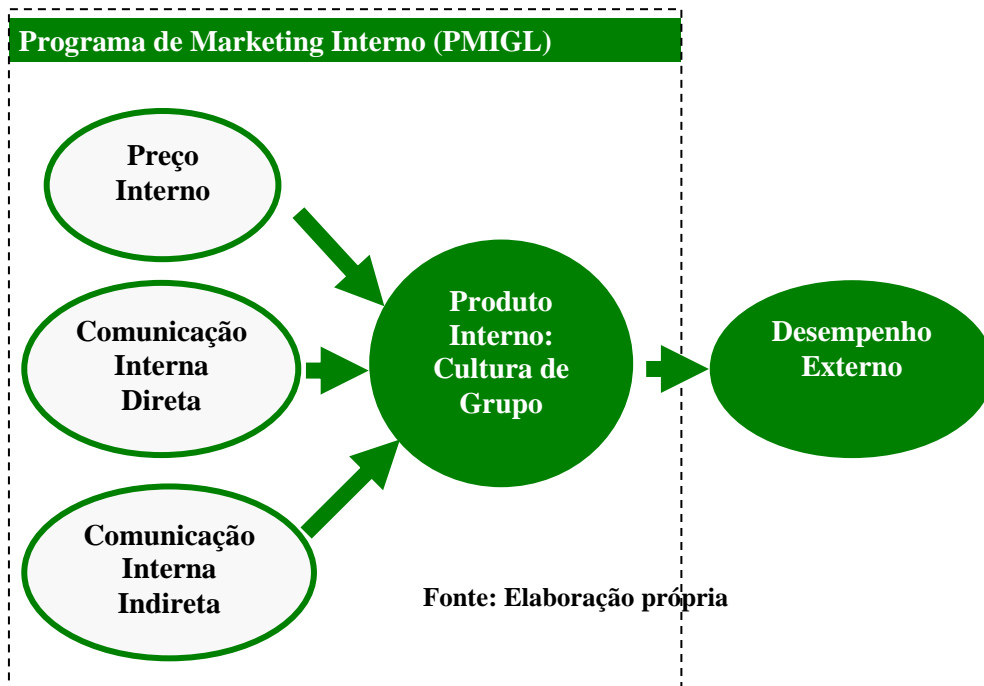 Programa de Marketing Interno (PMIGL)
Preço
Interno
Comunicação
Interna
Direta
Comunicação
Interna
Indireta
Produto
Interno:
Cultura de
Grupo
Desempenho
Externo
Fonte: Elaboração própria